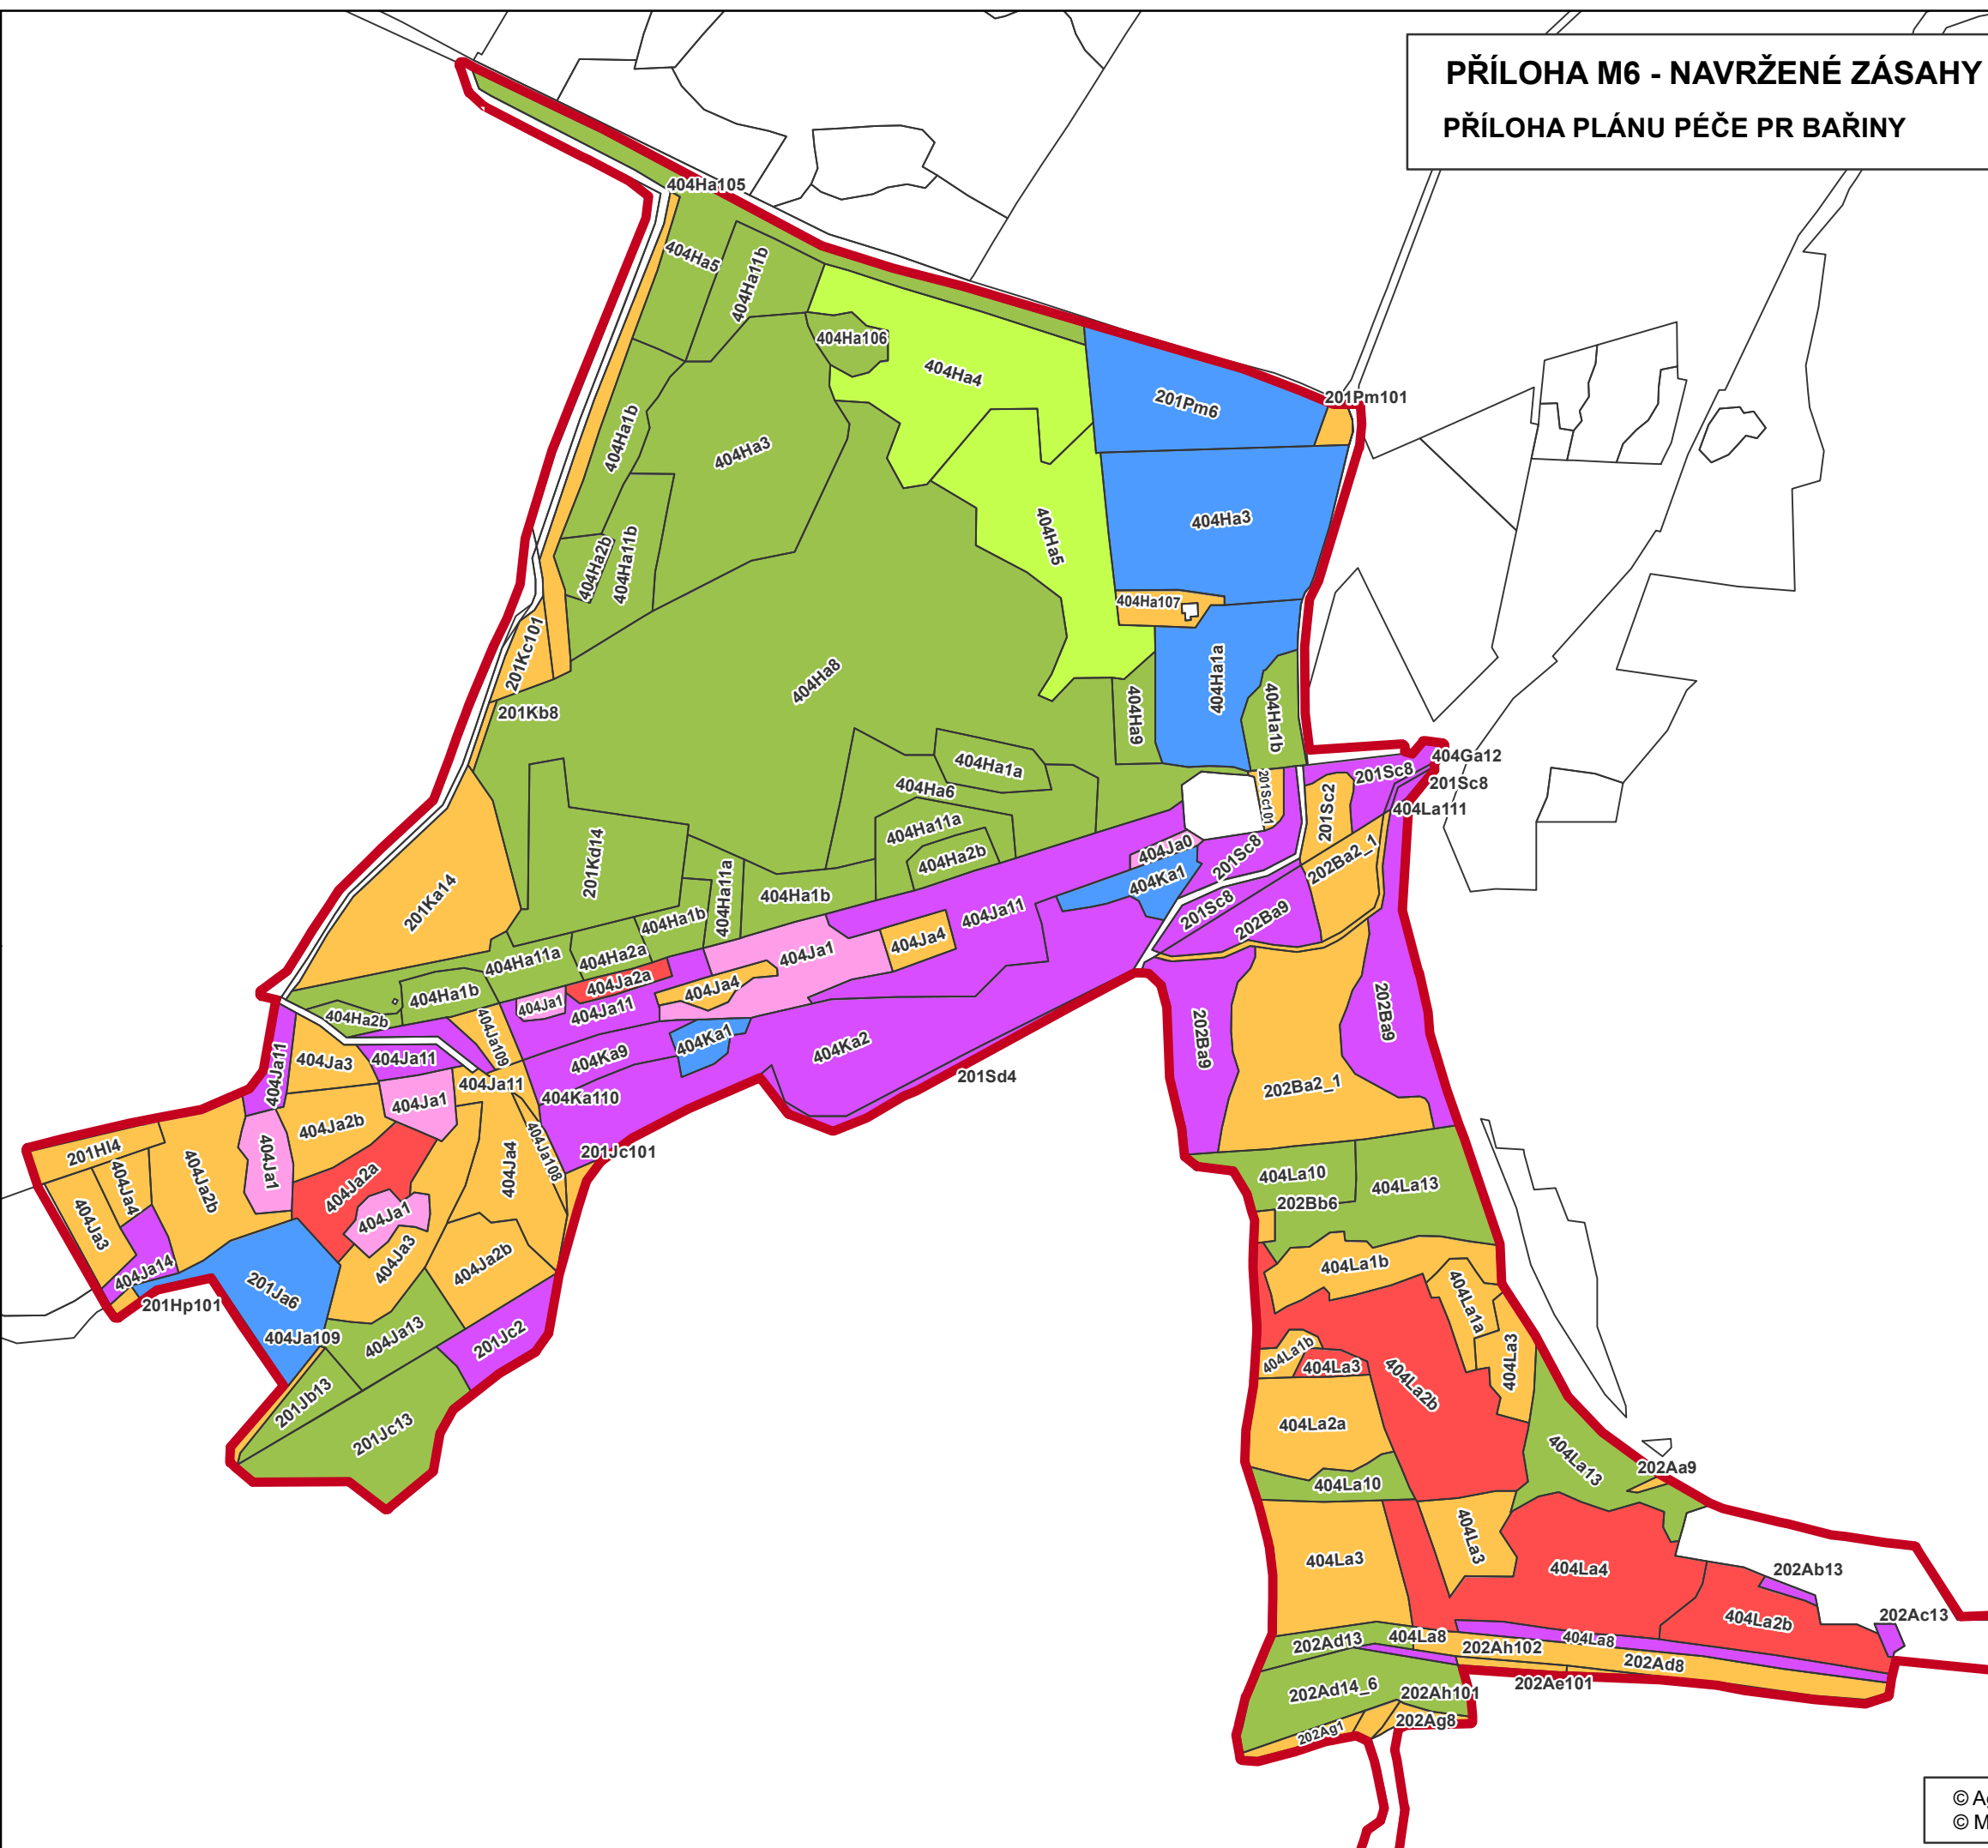 PŘÍLOHA M6 - NAVRŽENÉ ZÁSAHY
PŘÍLOHA PLÁNU PÉČE PR BAŘINY
404Ha105
404Ha5
404Ha11b
404Ha106
404Ha4
201Pm6
201Pm101
404Ha1b
404Ha3
404Ha3
404Ha5
404Ha2b
404Ha11b
404Ha107
201Kc101
404Ha8
404Ha1a
404Ha9
404Ha1b
201Kb8
404Ga12
404Ha1a
201Sc8
201Sc8
404Ha6
201Sc101
201Sc2
404La111
404Ha11a
201Kd14
404Ja0
201Sc8
202Ba2_1
404Ha2b
404Ka1
201Ka14
404Ha11a
404Ha1b
404Ha1b
404Ja11
201Sc8
202Ba9
404Ja4
404Ja1
404Ha11a
404Ha2a
404Ja2a
404Ja4
404Ha1b
404Ja1
404Ja11
404Ha2b
404Ja109
202Ba9
202Ba9
404Ka1
404Ka2
404Ja11
404Ja3
404Ja11
404Ka9
404Ja11
201Sd4
202Ba2_1
404Ka110
404Ja1
404Ja2b
201Jc101
404Ja108
201Hl4
404Ja4
404Ja2b
404Ja1
404Ja2a
404Ja4
404La10
404La13
202Bb6
404Ja3
404Ja1
404Ja3
404Ja2b
404Ja14
404La1b
201Ja6
201Hp101
404La1a
404Ja109
404Ja13
201Jc2
404La1b
404La3
404La3
404La2b
201Jb13
201Jc13
404La2a
404La13
202Aa9
404La10
404La3
404La3
404La4
202Ab13
404La2b
202Ac13
202Ad13
404La8
404La8
202Ah102
202Ad8
202Ae101
202Ad14_6
202Ah101
202Ag1
202Ag8
© A
© M